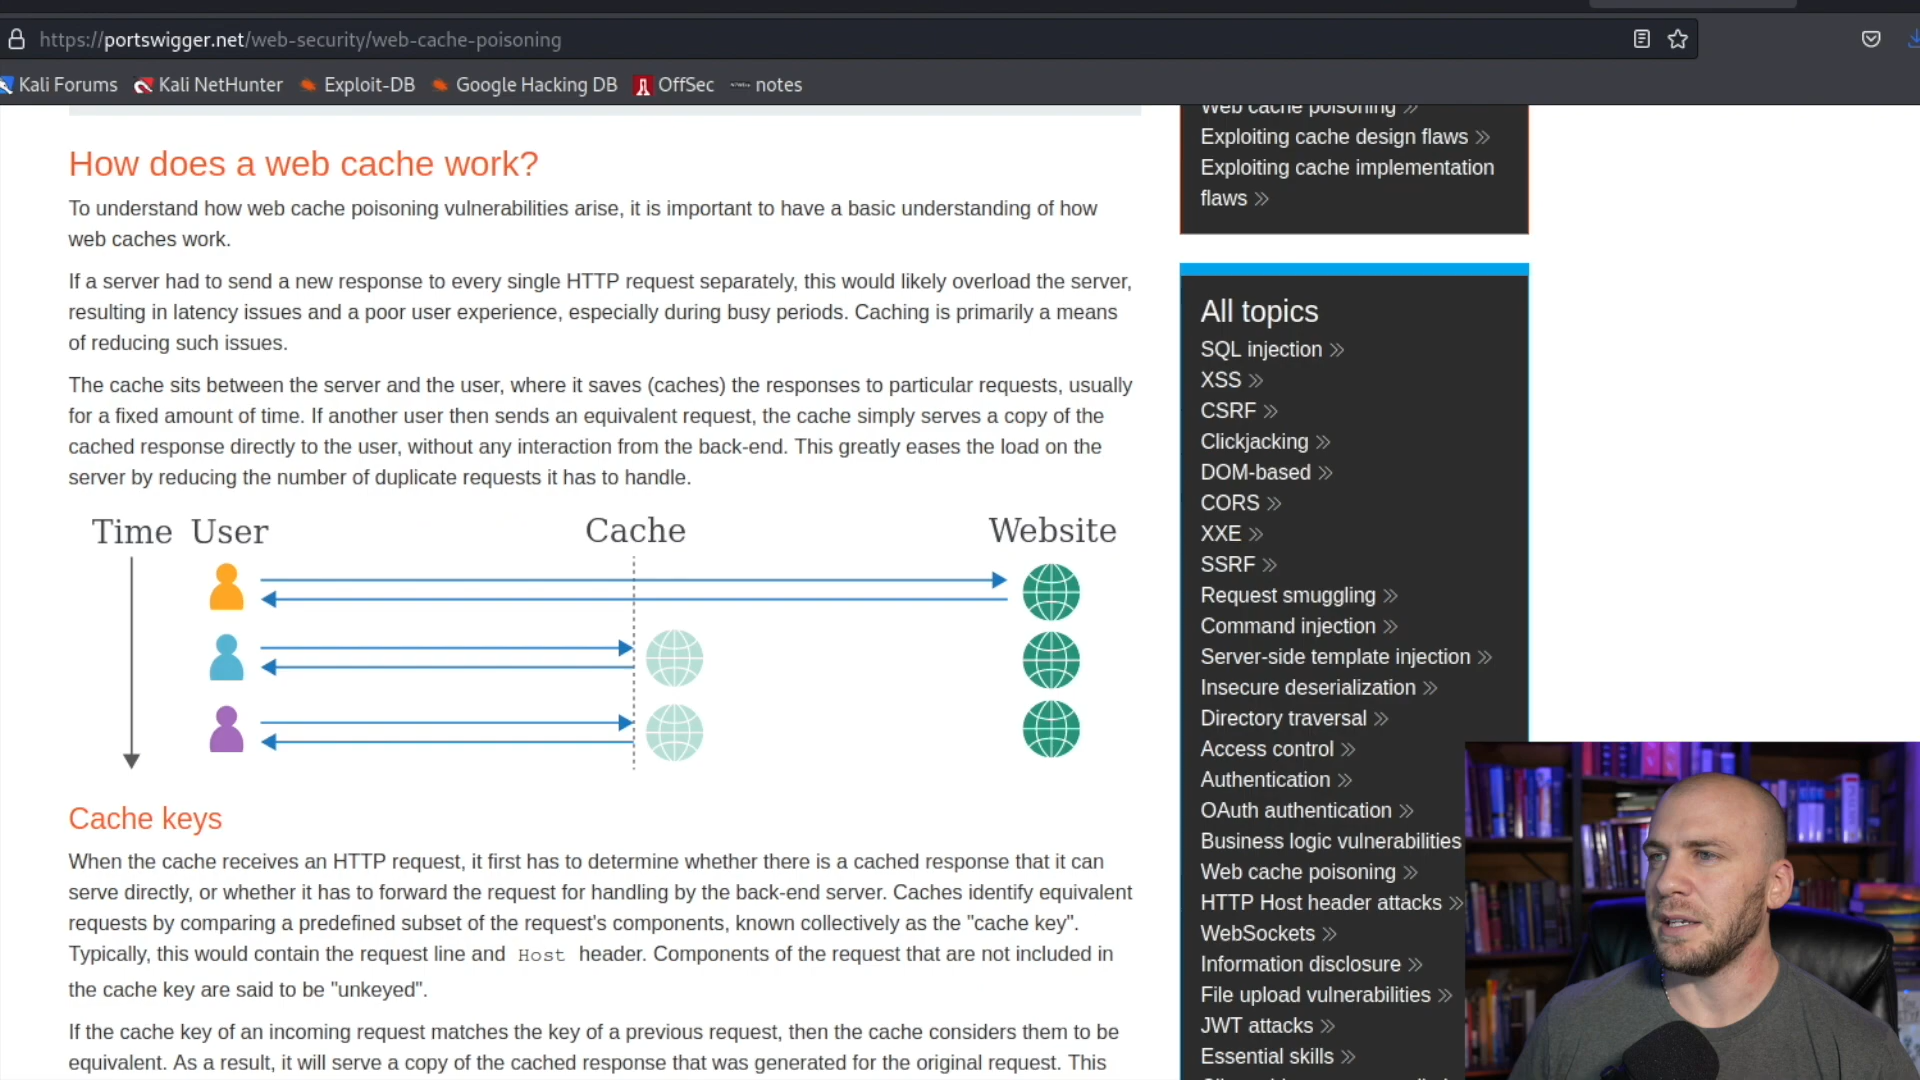 https://portswigger.net/web-security/web-cache-poisoning
Kali Forums Kali NetHunter Exploit-DB Google Hacking DB OffSec notes
How does a web cache work?
To understand how web cache poisoning vulnerabilities arise, it is important to have a basic understanding of how
web caches work.
If a server had to send a new response to every single HTTP request separately, this would likely overload the server,
resulting in latency issues and a poor user experience, especially during busy periods. Caching is primarily a means
of reducing such issues.
The cache sits between the server and the user, where it saves (caches) the responses to particular requests, usually
for a fixed amount of time. If another user then sends an equivalent request, the cache simply serves a copy of the
cached response directly to the user, without any interaction from the back-end. This greatly eases the load on the
server by reducing the number of duplicate requests it has to handle.
Time User Cache Website
Cache keys
When the cache receives an HTTP request, it first has to determine whether there is a cached response that it can
serve directly, or whether it has to forward the request for handling by the back-end server. Caches identify equivalent
requests by comparing a predefined subset of the request's components, known collectively as the "cache key".
Typically, this would contain the request line and Host header. Components of the request that are not included in
the cache key are said to be "unkeyed".
If the cache key of an incoming request matches the key of a previous request, then the cache considers them to be
equivalent. As a result, it will serve a copy of the cached response that was generated for the original request. This
Web cache poisoning »
Exploiting cache design flaws »
Exploiting cache implementation
flaws »
All topics
SQL injection »
XSS »
CSRF »
Clickjacking »
DOM-based »
CORS »
XXE »
SSRF »
Request smuggling »
Command injection »
Server-side template injection »
Insecure deserialization »
Directory traversal »
Access control »
Authentication »
OAuth authentication »
Business logic vulnerabilities
Web cache poisoning »
HTTP Host header attacks »
WebSockets »
Information disclosure »
File upload vulnerabilities »
JWT attacks »
Essential skills »